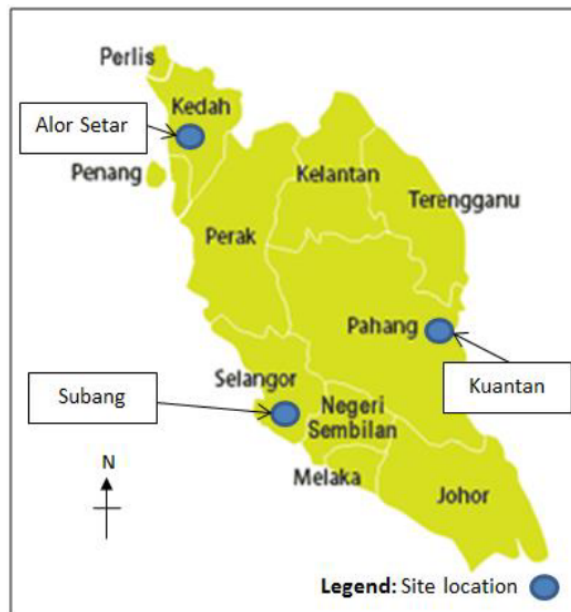 Perlis
Kedah
Alor Setar
Penang
Kelantan
Terengganu
Perak
Pahang
Kuantan
Selangor
Subang
Negeri
Sembilan
Melaka
Johor
N
Legend: Site location